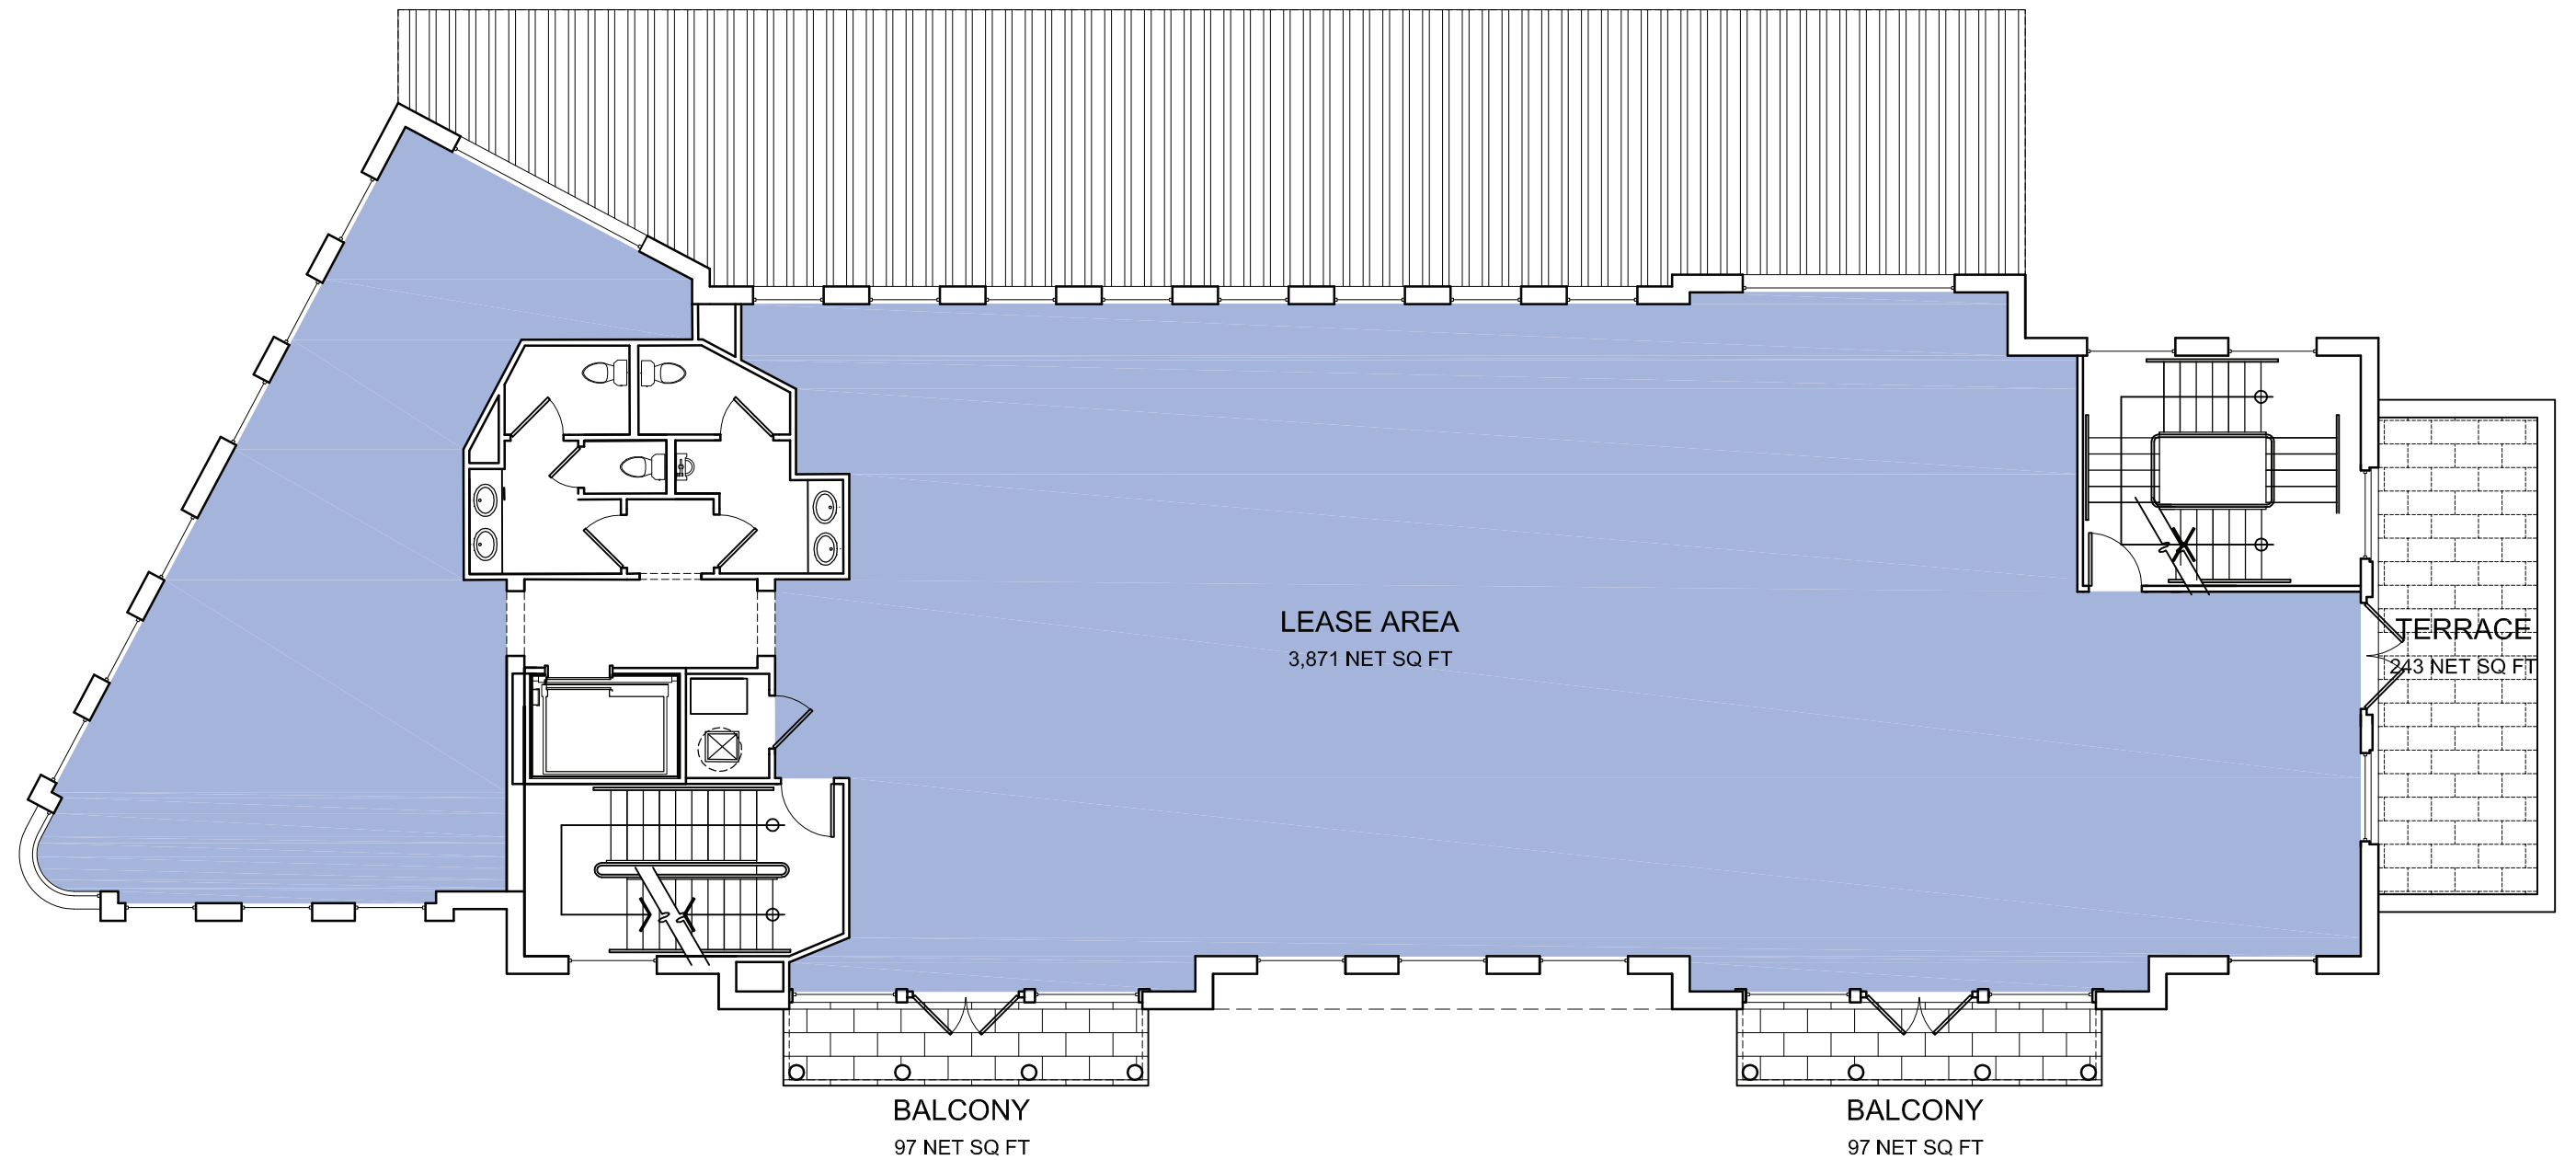 LEASE AREA
3,871 NET SQ FT
TERRACE
243 NET SQ FT
BALCONY
97 NET SQ FT
BALCONY
97 NET SQ FT